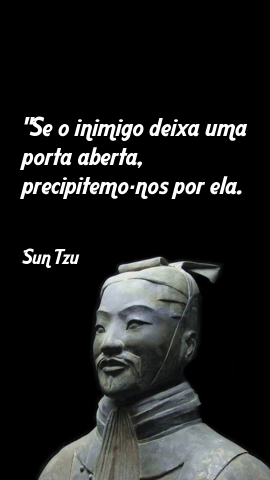 "Se o inimigo deixa uma
porta aberta,
precipitemo-nos por ela.
Sun Tzu